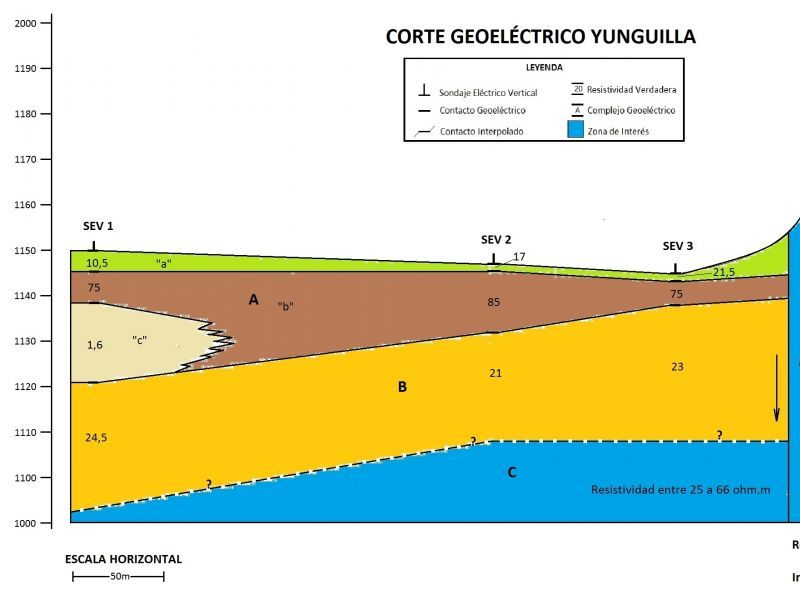 CORTE GEOELÉCTRICO YUNGUILLA
LEYENDA
Sondaje Eléctrico Vertical
20 Resistividad Verdadera
Contacto Geoeléctrico
A Complejo Geoeléctrico
Contacto Interpolado
Zona de Interés
2000
1190
1180
1170
1160
1150
1140
1130
1120
1110
1100
1000
SEV 1
SEV 2
SEV 3
17
10,5
"a"
21,5
75
A
"b"
85
75
1,6
"c"
21
23
B
24,5
?
?
?
C
Resistividad entre 25 a 66 ohm.m
ESCALA HORIZONTAL
50m